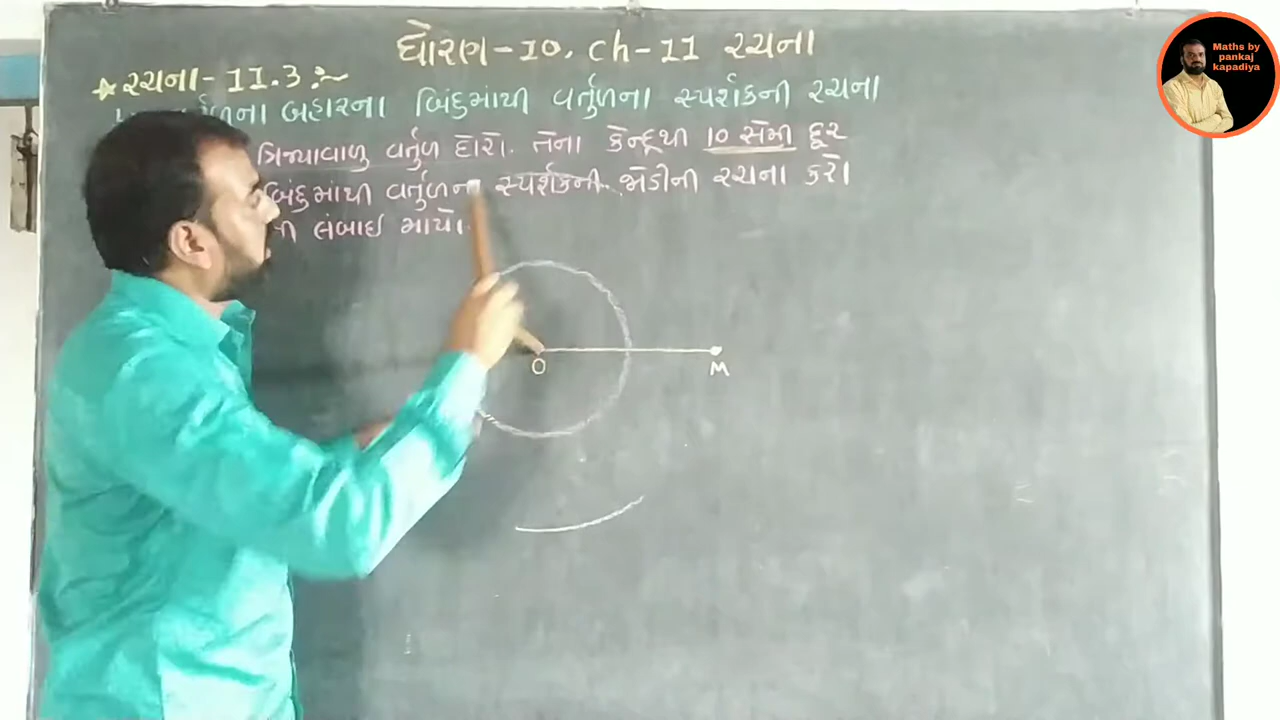 ધોરણ-10, ch-11 રચના
રચના-11.3 :~
બહારના બિંદુમાંથી વર્તુળના સ્પર્શકની રચના
ત્રિજ્યાવાળુ વર્તુળ દોરો. તેના કેન્દ્રથી 10 સેમી દૂર
બિંદુમાંથી વર્તુળના સ્પર્શકની જોડીની રચના કરો
લંબાઈ માપો.
O
M
Maths by
pankaj
kapadiya